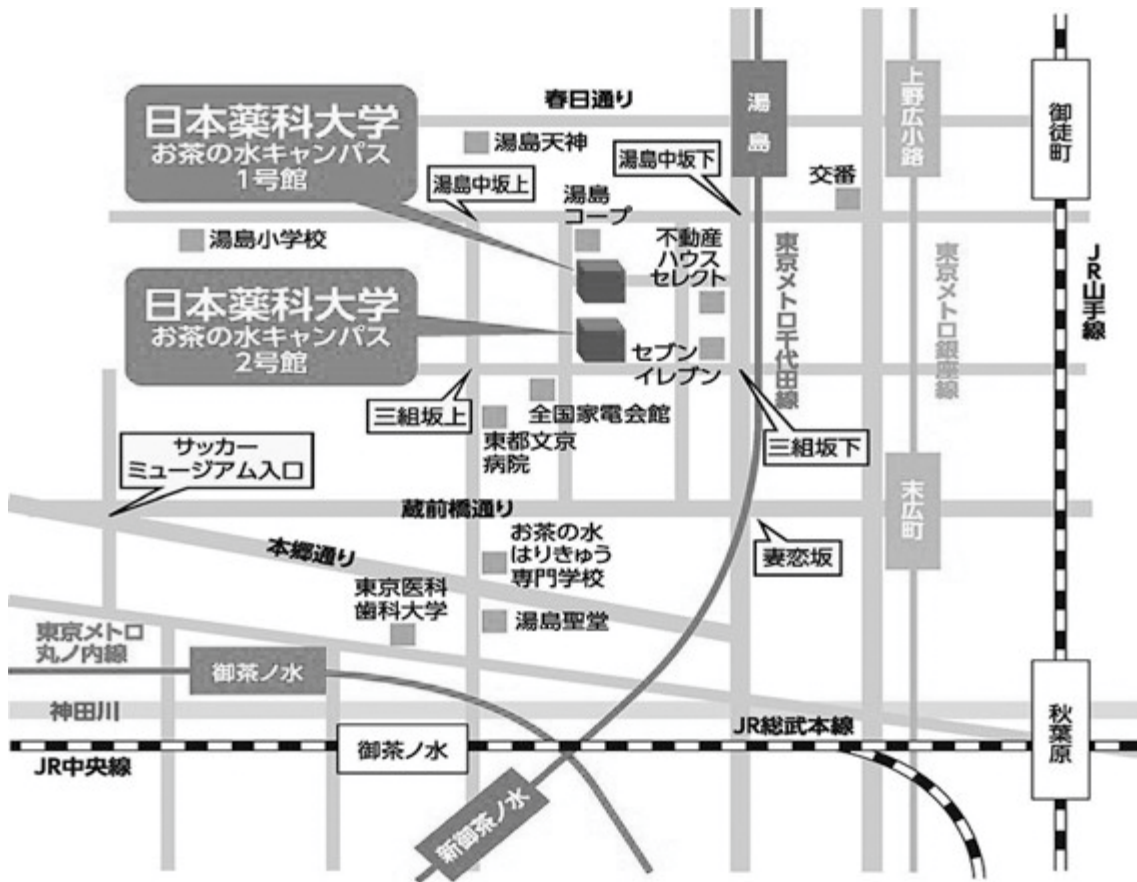 春日通り
湯島
上野広小路
御徒町
日本薬科大学
お茶の水キャンパス
1号館
湯島天神
湯島中坂上
湯島中坂下
交番
湯島
コープ
湯島小学校
不動産
ハウス
セレクト
東京メトロ千代田線
東京メトロ銀座線
JR山手線
日本薬科大学
お茶の水キャンパス
2号館
セブン
イレブン
三組坂上
全国家電会館
東都文京
病院
三組坂下
サッカー
ミュージアム入口
末広町
蔵前橋通り
本郷通り
お茶の水
はりきゅう
専門学校
妻恋坂
東京医科
歯科大学
湯島聖堂
東京メトロ
丸ノ内線
御茶ノ水
神田川
JR総武本線
秋葉原
JR中央線
御茶ノ水
新御茶ノ水